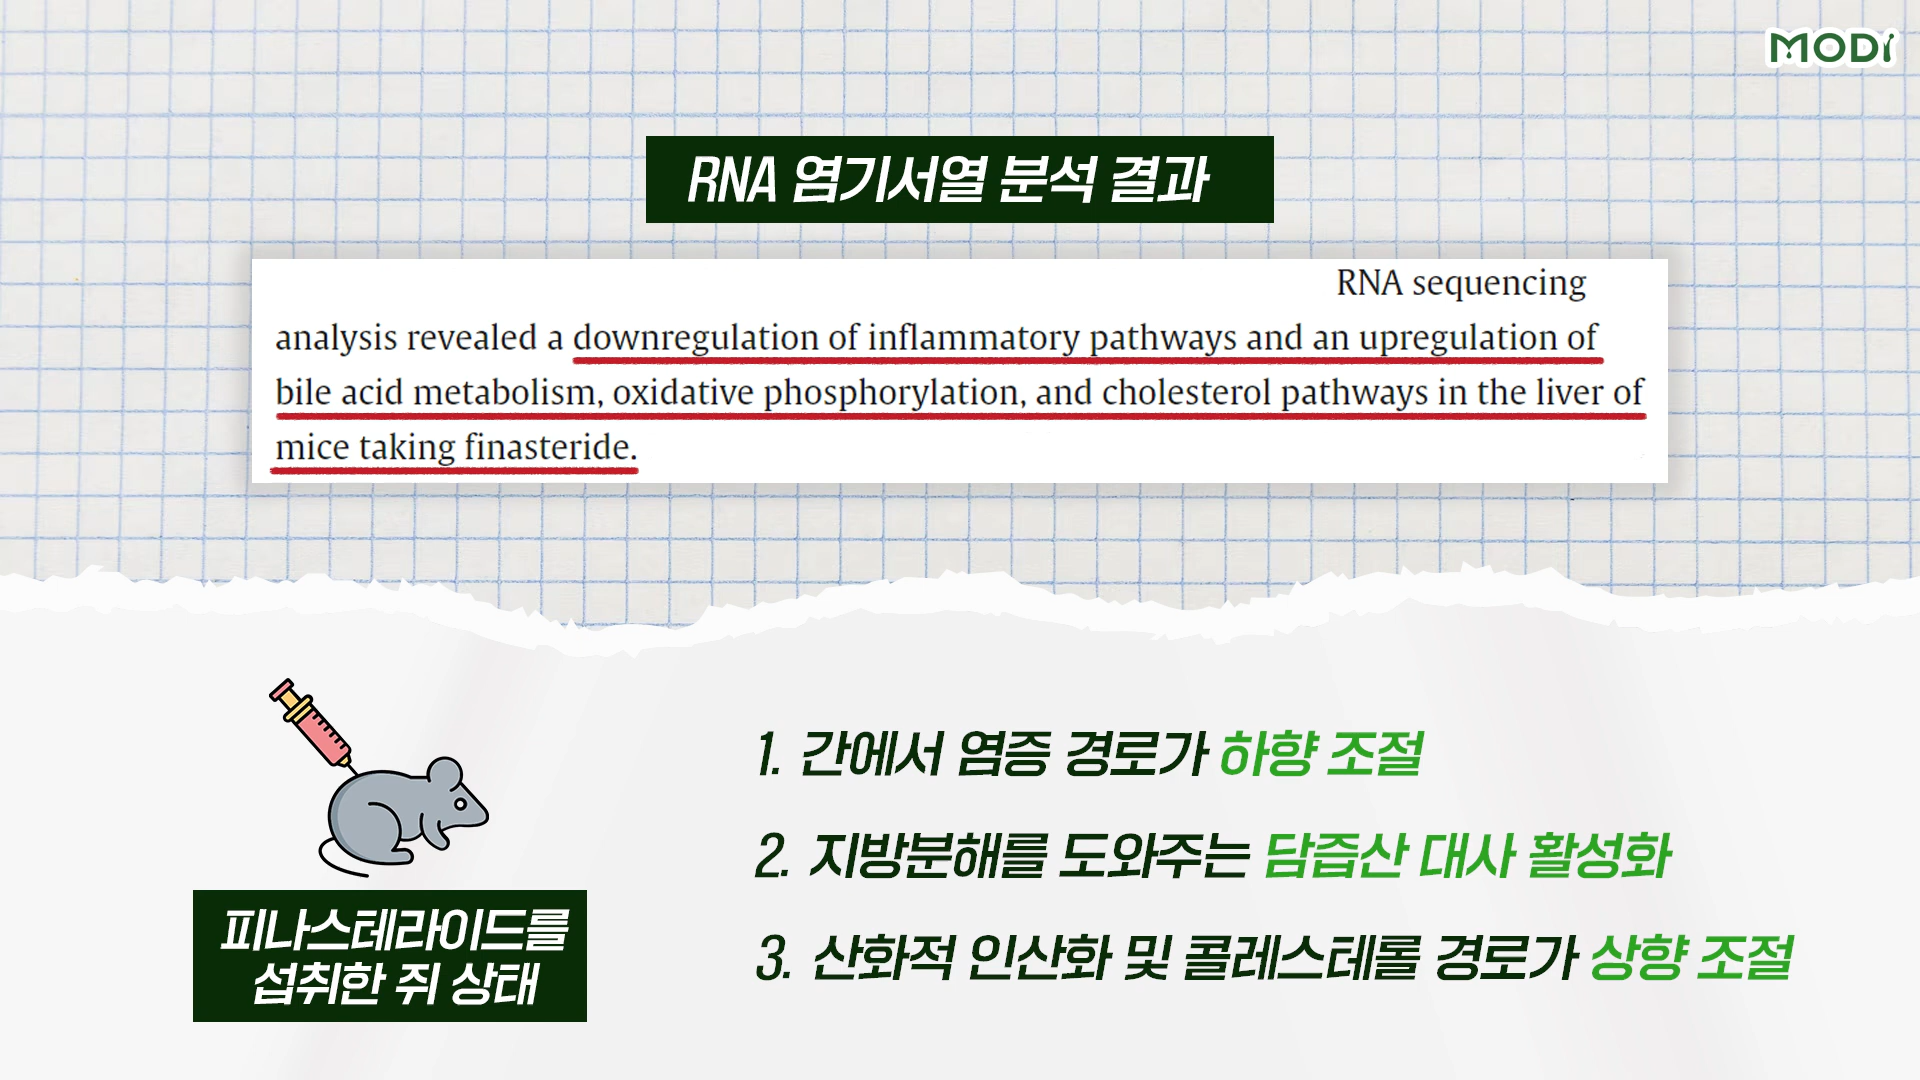 MODI
RNA 염기서열 분석 결과
RNA sequencing
analysis revealed a downregulation of inflammatory pathways and an upregulation of
bile acid metabolism, oxidative phosphorylation, and cholesterol pathways in the liver of
mice taking finasteride.
피나스테라이드를
섭취한 쥐 상태
1. 간에서 염증 경로가 하향 조절
2. 지방분해를 도와주는 담즙산 대사 활성화
3. 산화적 인산화 및 콜레스테롤 경로가 상향 조절